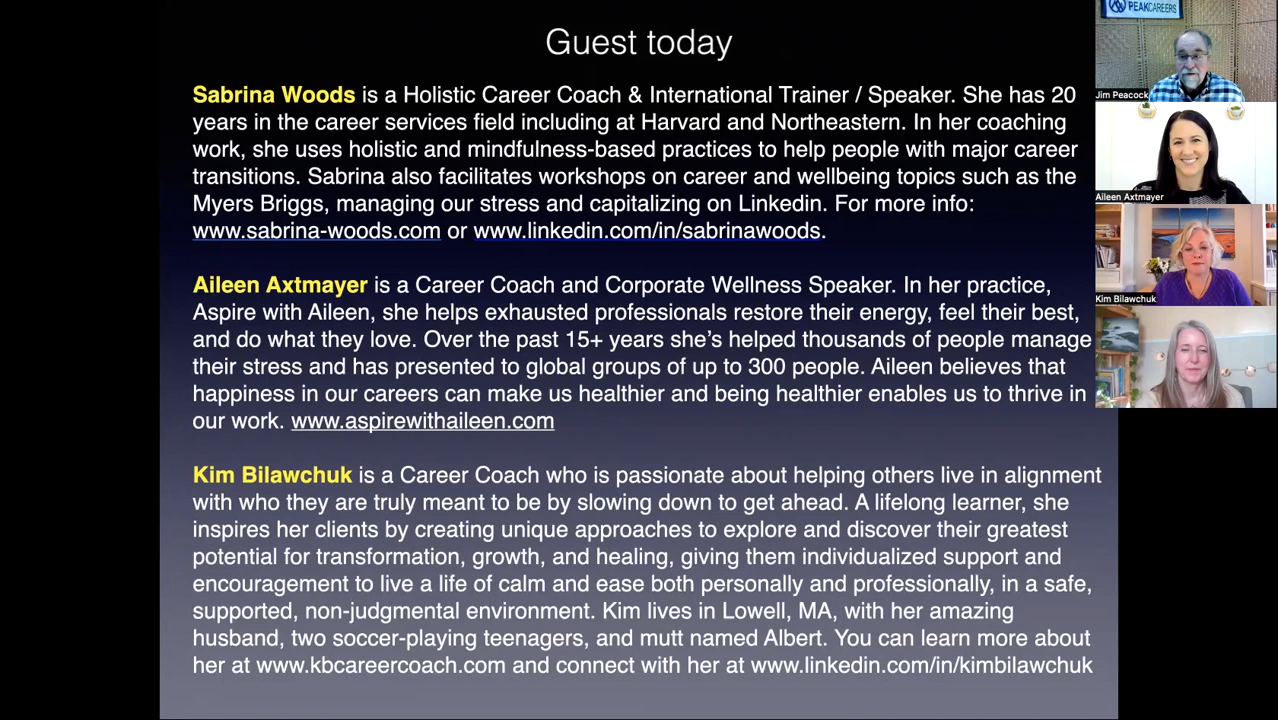 Guest today
Sabrina Woods is a Holistic Career Coach & International Trainer / Speaker. She has 20
years in the career services field including at Harvard and Northeastern. In her coaching
work, she uses holistic and mindfulness-based practices to help people with major career
transitions. Sabrina also facilitates workshops on career and wellbeing topics such as the
Myers Briggs, managing our stress and capitalizing on Linkedin. For more info:
www.sabrina-woods.com or www.linkedin.com/in/sabrinawoods.
Aileen Axtmayer is a Career Coach and Corporate Wellness Speaker. In her practice,
Aspire with Aileen, she helps exhausted professionals restore their energy, feel their best,
and do what they love. Over the past 15+ years she's helped thousands of people manage
their stress and has presented to global groups of up to 300 people. Aileen believes that
happiness in our careers can make us healthier and being healthier enables us to thrive in
our work. www.aspirewithaileen.com
Kim Bilawchuk is a Career Coach who is passionate about helping others live in alignment
with who they are truly meant to be by slowing down to get ahead. A lifelong learner, she
inspires her clients by creating unique approaches to explore and discover their greatest
potential for transformation, growth, and healing, giving them individualized support and
encouragement to live a life of calm and ease both personally and professionally, in a safe,
supported, non-judgmental environment. Kim lives in Lowell, MA, with her amazing
husband, two soccer-playing teenagers, and mutt named Albert. You can learn more about
her at www.kbcareercoach.com and connect with her at www.linkedin.com/in/kimbilawchuk
PEAKCAREERS
Jim Peacock
Aileen Axtmayer
Kim Bilawchuk